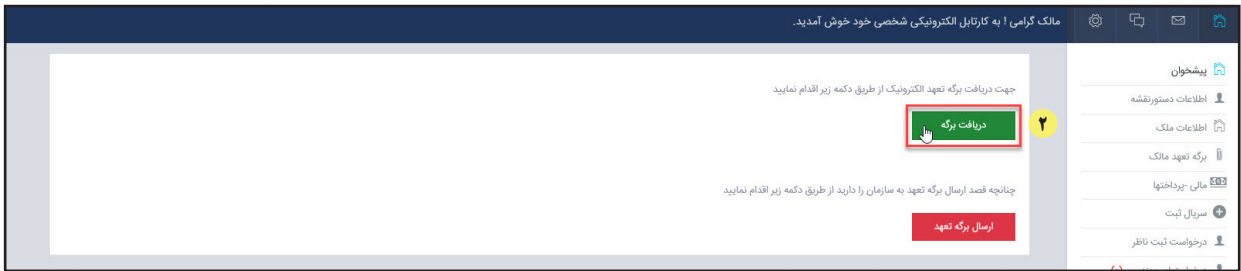 مالک گرامی ! به کارتابل الکترونیکی شخصی خود خوش آمدید.
پیشخوان
اطلاعات دستورنقشه
اطلاعات ملک
برگه تعهد مالک
مالی -پرداختها
سریال ثبت
درخواست ثبت ناظر
جهت دریافت برگه تعهد الکترونیک از طریق دکمه زیر اقدام نمایید
۲
دریافت برگه
چنانچه قصد ارسال برگه تعهد به سازمان را دارید از طریق دکمه زیر اقدام نمایید
ارسال برگه تعهد